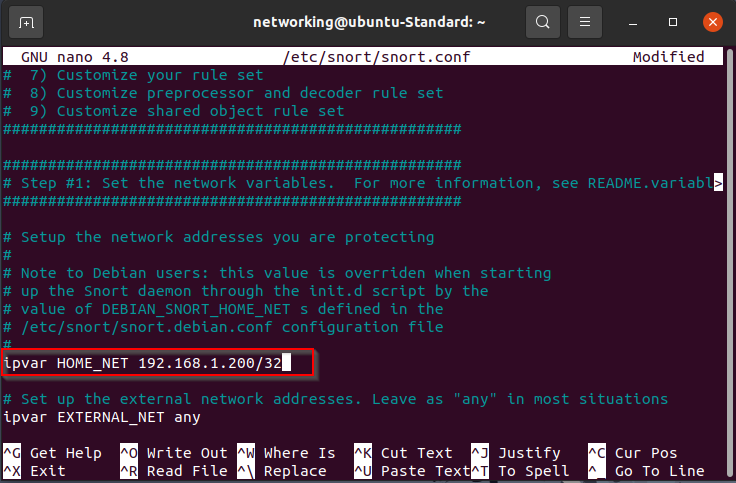 networking@ubuntu-Standard: ~
GNU nano 4.8 /etc/snort/snort.conf Modified
#  7) Customize your rule set
#  8) Customize preprocessor and decoder rule set
#  9) Customize shared object rule set
###################################################
###################################################
# Step #1: Set the network variables.  For more information, see README.variabl>
###################################################
# Setup the network addresses you are protecting
#
# Note to Debian users: this value is overriden when starting
# up the Snort daemon through the init.d script by the
# value of DEBIAN_SNORT_HOME_NET s defined in the
# /etc/snort/snort.debian.conf configuration file
#
ipvar HOME_NET 192.168.1.200/32
# Set up the external network addresses. Leave as "any" in most situations
ipvar EXTERNAL_NET any
^G Get Help ^O Write Out ^W Where Is ^K Cut Text ^J Justify ^C Cur Pos
^X Exit ^R Read File ^\ Replace ^U Paste Text ^T To Spell ^_ Go To Line